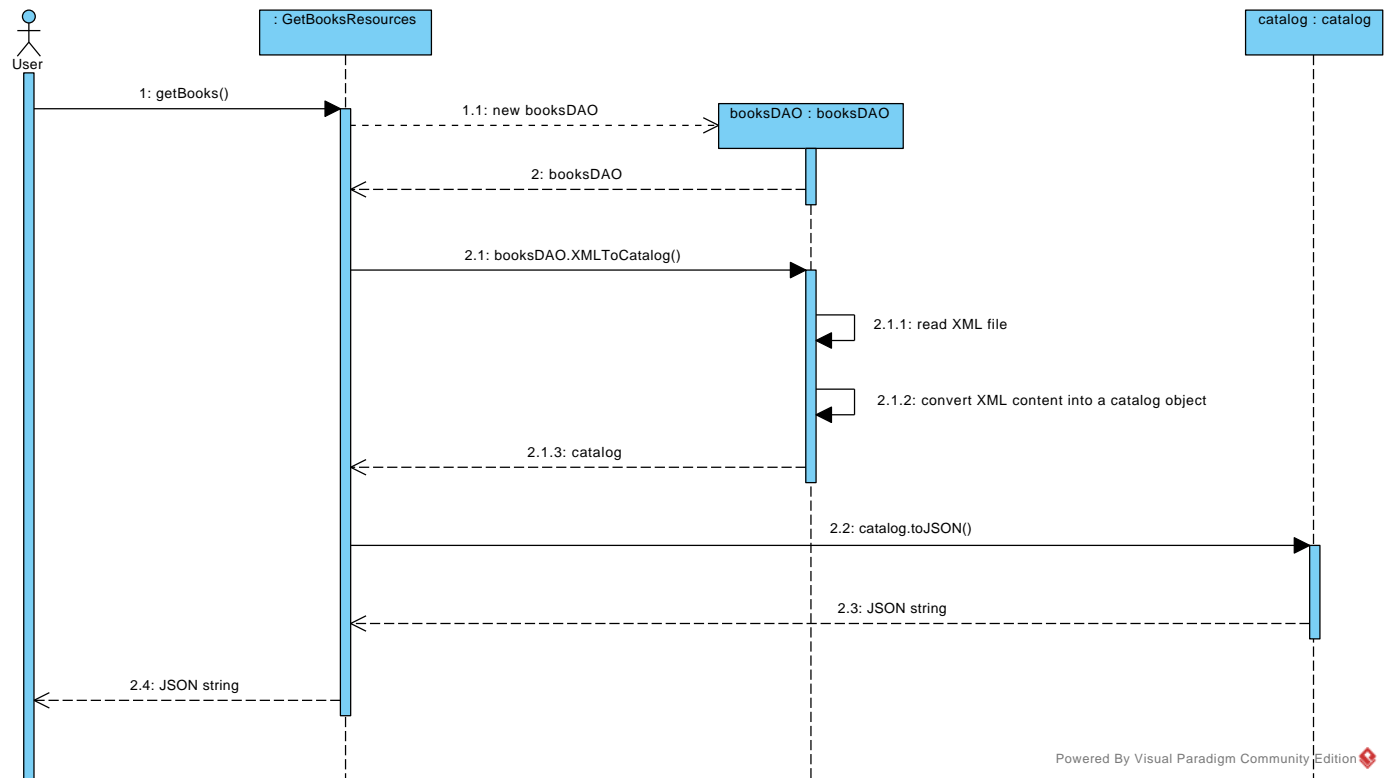 : GetBooksResources
catalog : catalog
User
1: getBooks()
1.1: new booksDAO
booksDAO : booksDAO
2: booksDAO
2.1: booksDAO.XMLToCatalog()
2.1.1: read XML file
2.1.2: convert XML content into a catalog object
2.1.3: catalog
2.2: catalog.toJSON()
2.3: JSON string
2.4: JSON string
Powered By Visual Paradigm Community Edition